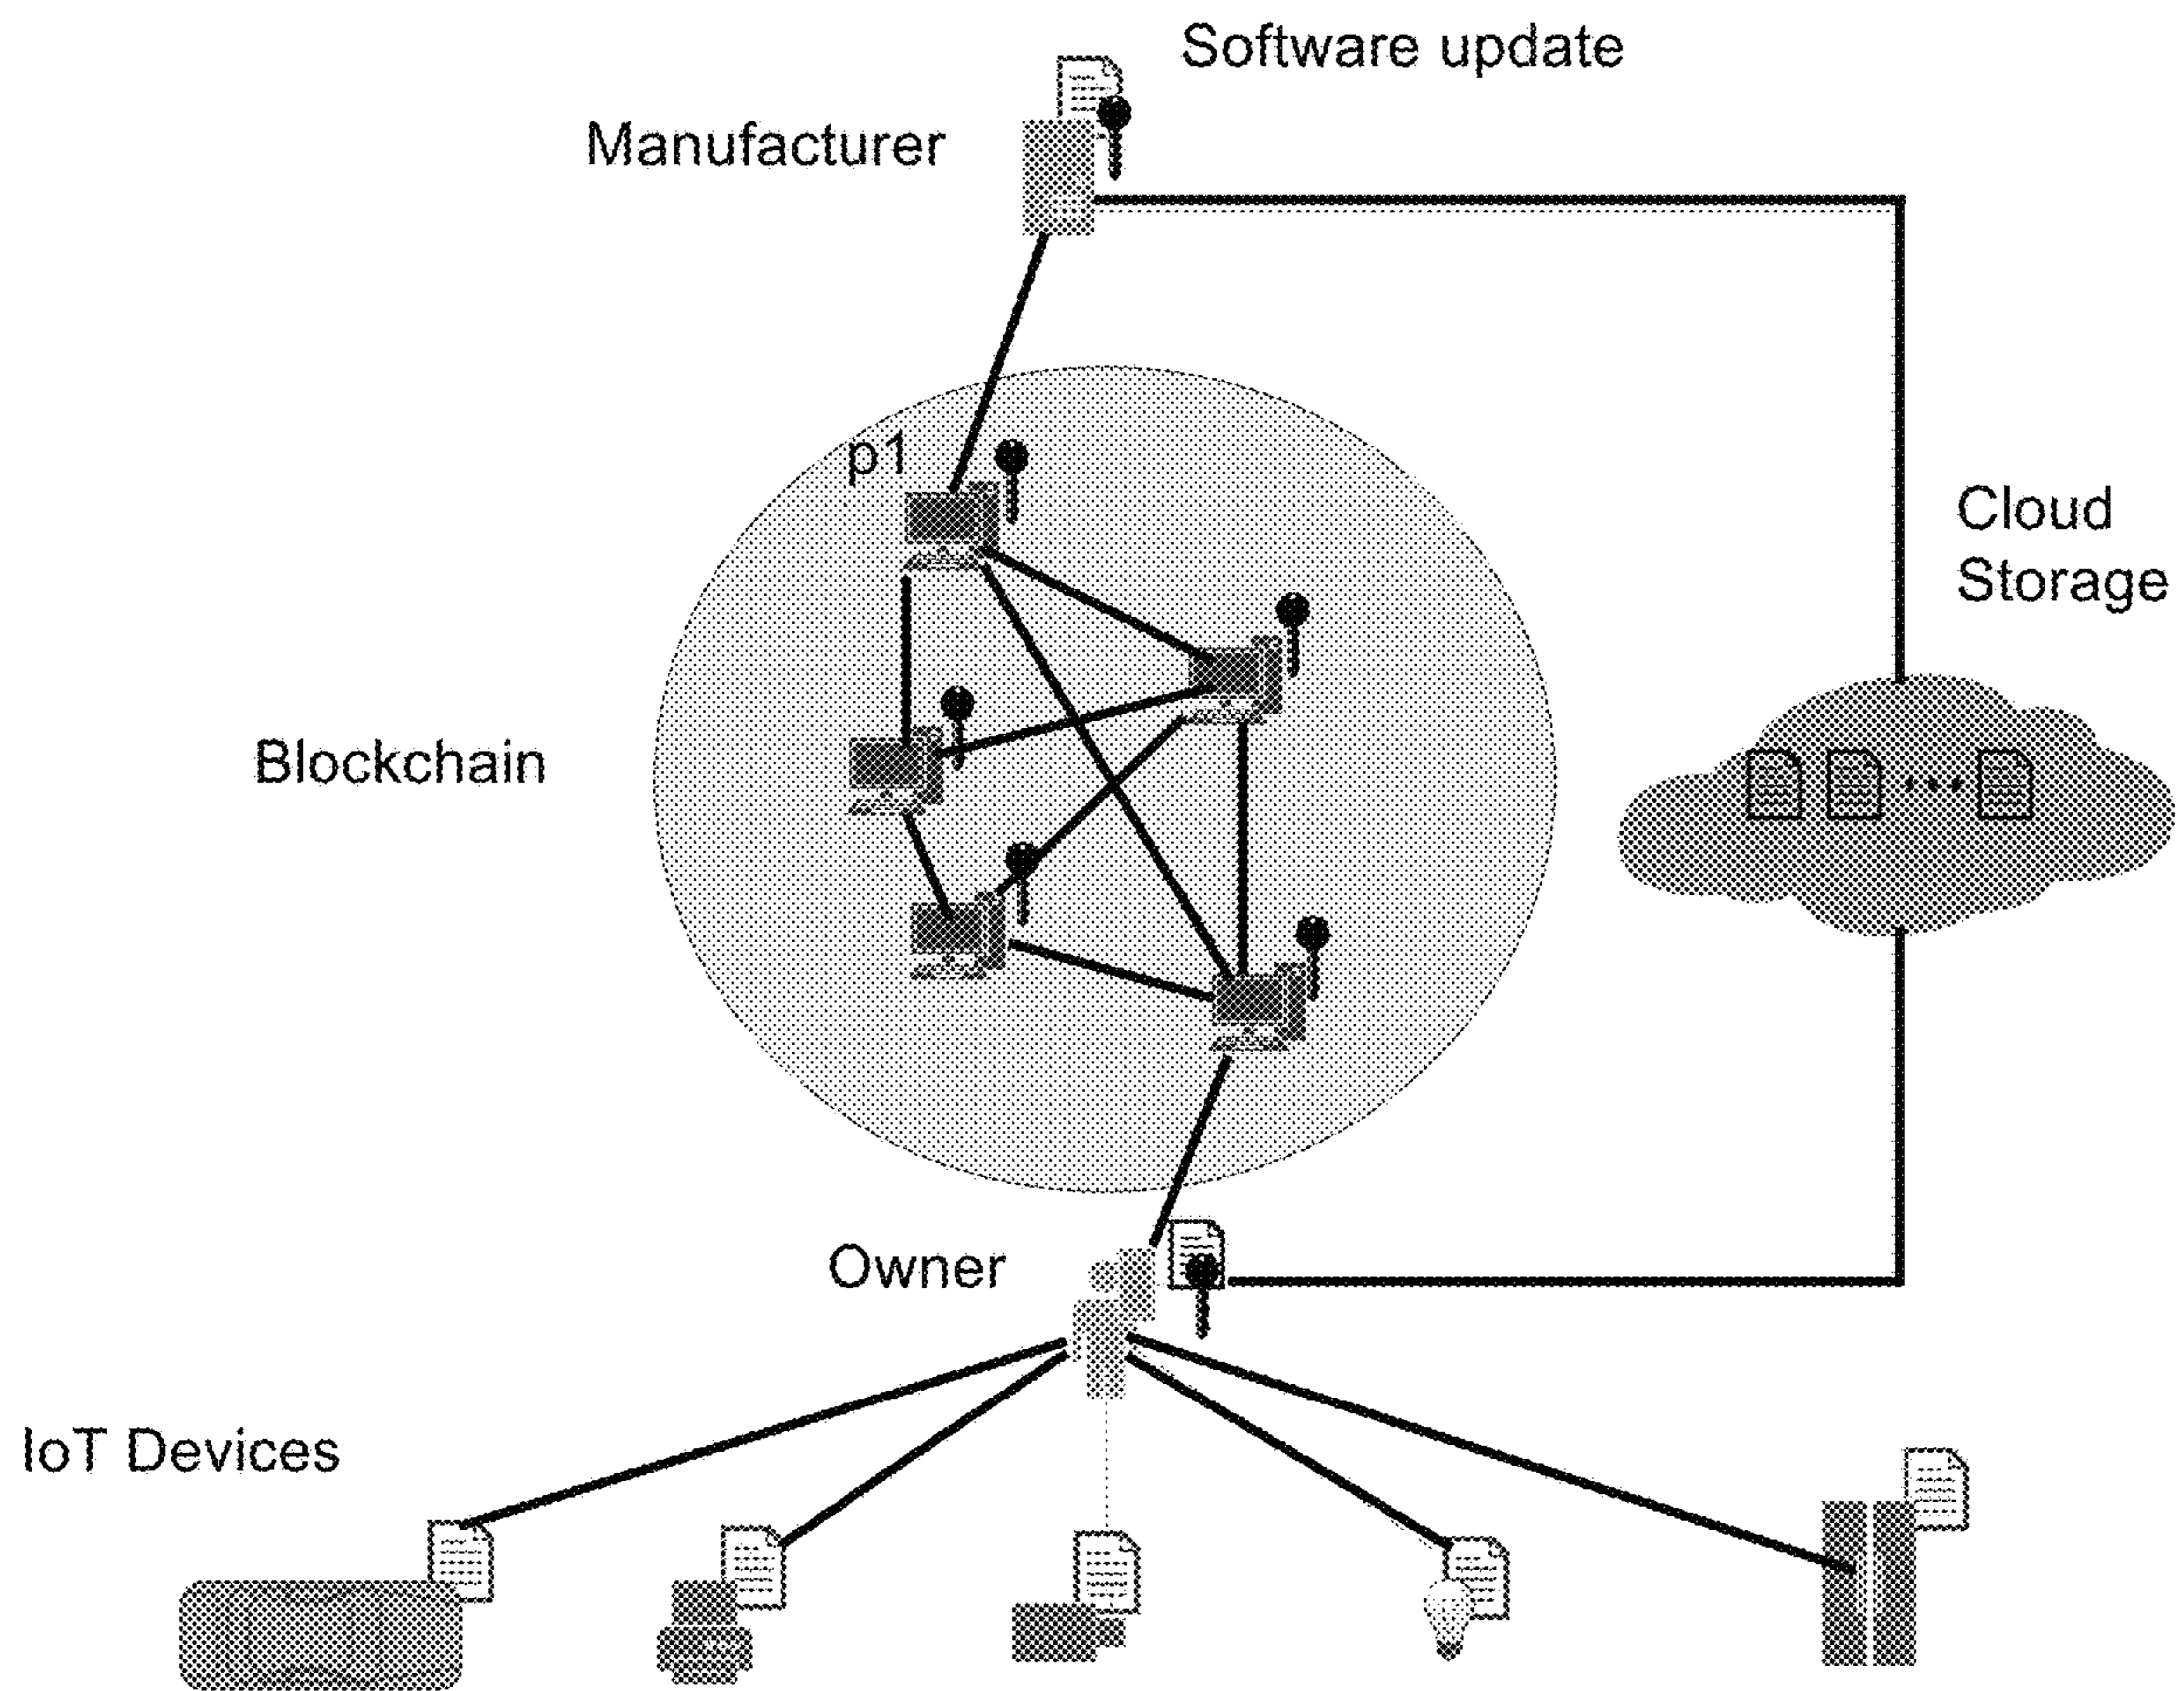 Software update
Manufacturer
p1
Cloud
Storage
Blockchain
Owner
IoT Devices